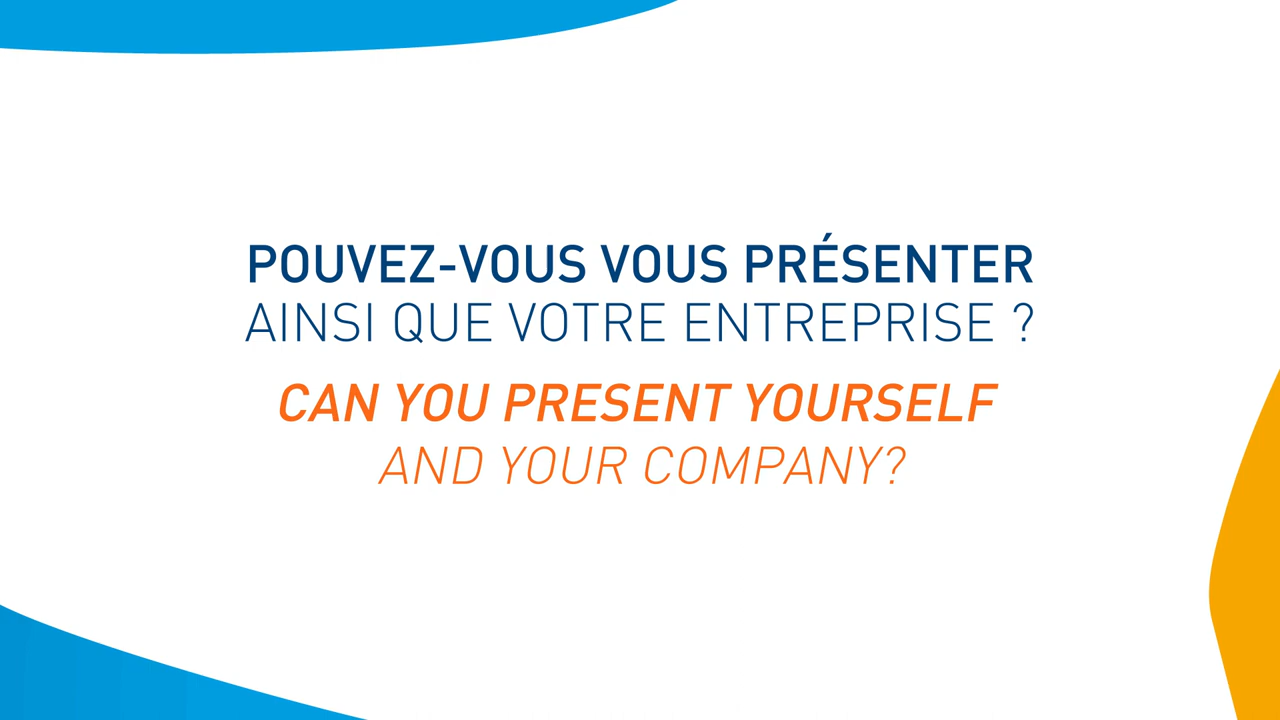 POUVEZ-VOUS VOUS PRÉSENTER
AINSI QUE VOTRE ENTREPRISE ?
CAN YOU PRESENT YOURSELF
AND YOUR COMPANY?